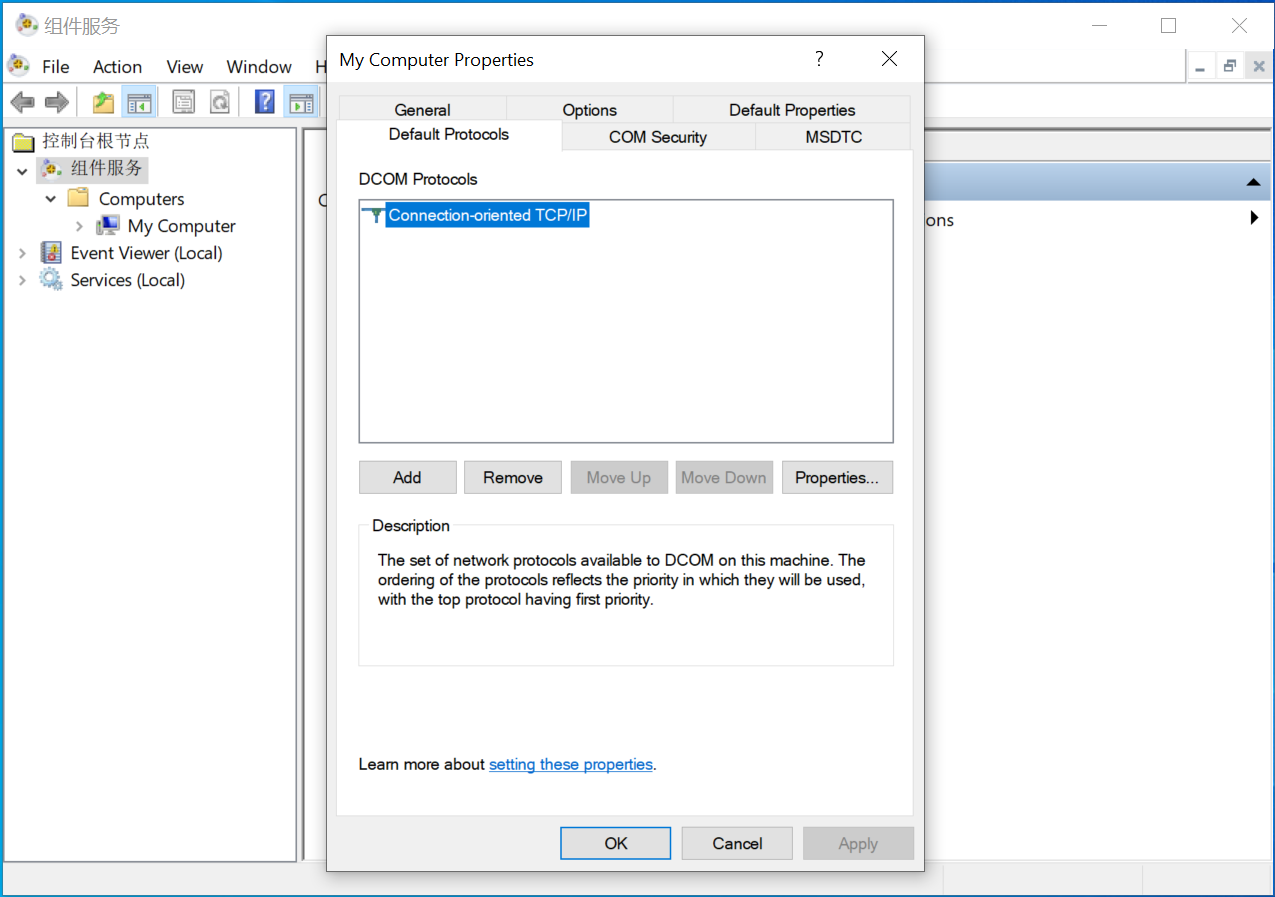 组件服务
File Action View Window H
My Computer Properties ?
General Options Default Properties
Default Protocols COM Security MSDTC
控制台根节点
组件服务
Computers
My Computer
Event Viewer (Local)
Services (Local)
DCOM Protocols
Connection-oriented TCP/IP
ons
Add Remove Move Up Move Down Properties...
Description
The set of network protocols available to DCOM on this machine. The
ordering of the protocols reflects the priority in which they will be used,
with the top protocol having first priority.
Learn more about setting these properties.
OK Cancel Apply